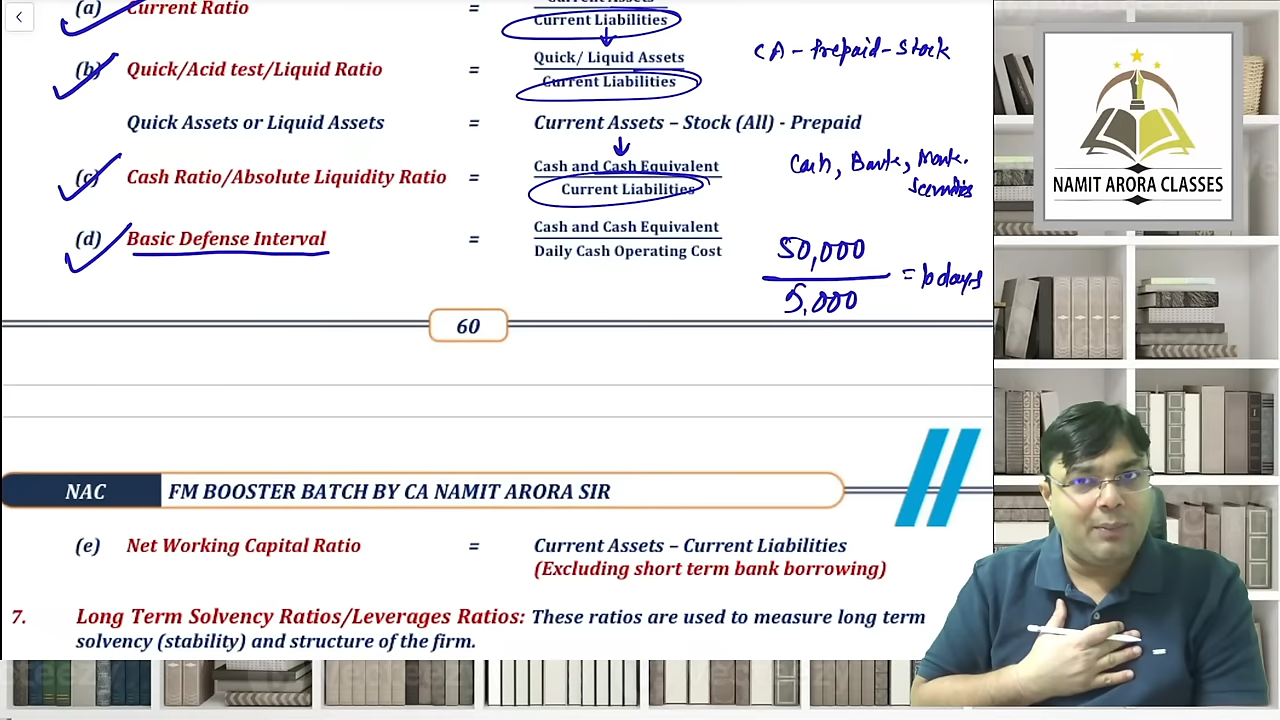 (a) Current Ratio = Current Assets
Current Liabilities
(b) Quick/Acid test/Liquid Ratio = Quick/ Liquid Assets
Current Liabilities
CA - Prepaid - Stock
Quick Assets or Liquid Assets = Current Assets – Stock (All) - Prepaid
(c) Cash Ratio/Absolute Liquidity Ratio = Cash and Cash Equivalent
Current Liabilities
Cash, Bank, Mark.
Securities
(d) Basic Defense Interval = Cash and Cash Equivalent
Daily Cash Operating Cost
50,000
5,000
= 10 days
60
NAC FM BOOSTER BATCH BY CA NAMIT ARORA SIR
(e) Net Working Capital Ratio = Current Assets – Current Liabilities
(Excluding short term bank borrowing)
7. Long Term Solvency Ratios/Leverages Ratios: These ratios are used to measure long term
solvency (stability) and structure of the firm.
NAMIT ARORA CLASSES